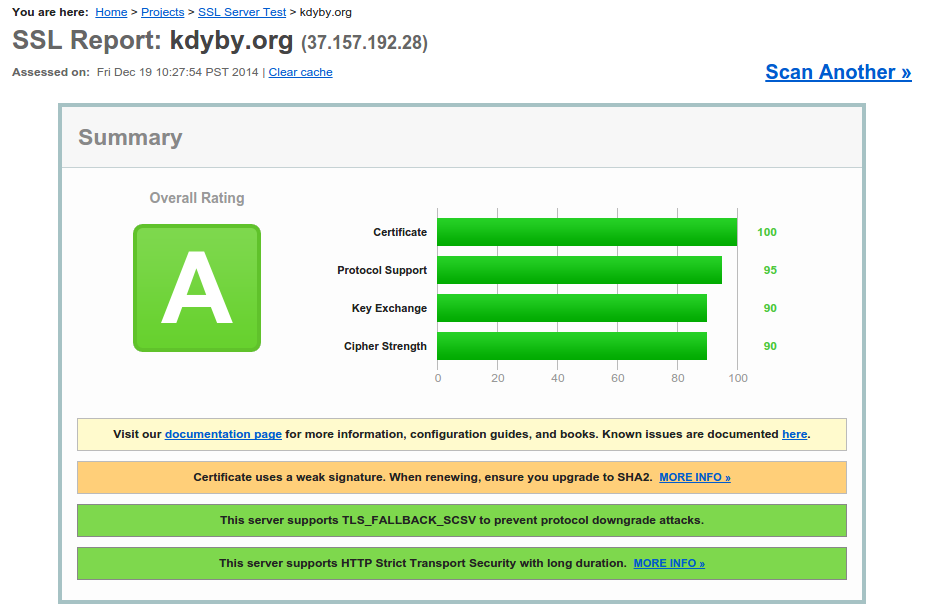 You are here: Home > Projects > SSL Server Test > kdyby.org
SSL Report: kdyby.org (37.157.192.28)
Assessed on: Fri Dec 19 10:27:54 PST 2014 | Clear cache
Scan Another »
Summary
Overall Rating
A
Certificate 100
Protocol Support 95
Key Exchange 90
Cipher Strength 90
0 20 40 60 80 100
Visit our documentation page for more information, configuration guides, and books. Known issues are documented here.
Certificate uses a weak signature. When renewing, ensure you upgrade to SHA2. MORE INFO »
This server supports TLS_FALLBACK_SCSV to prevent protocol downgrade attacks.
This server supports HTTP Strict Transport Security with long duration. MORE INFO »